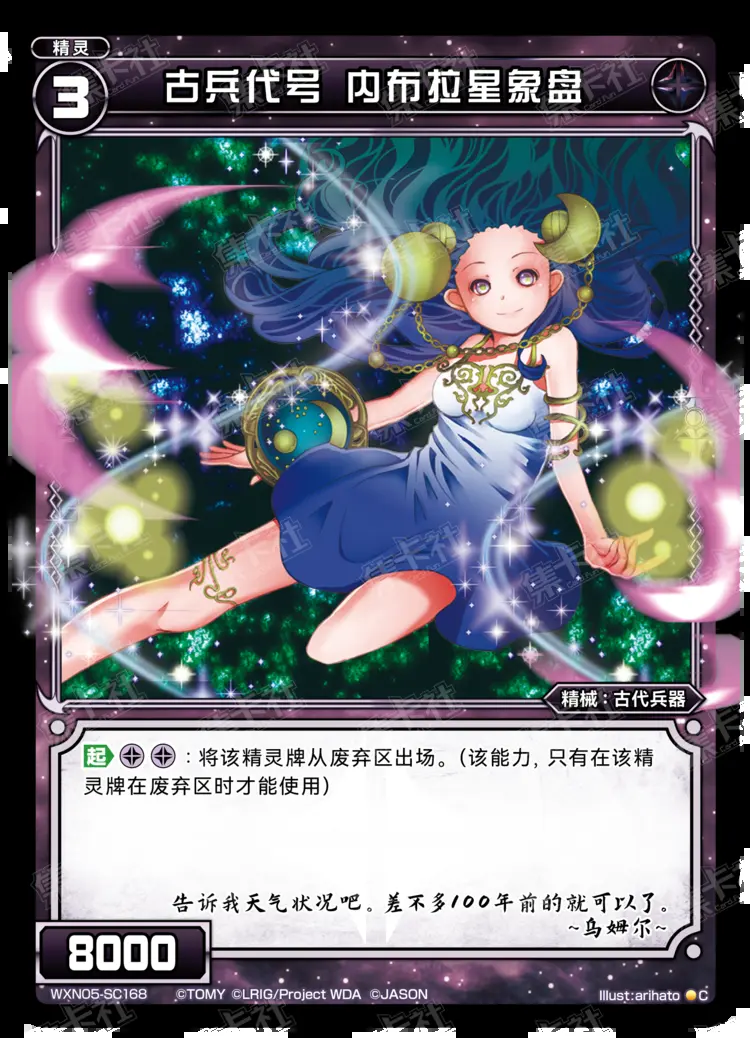 精灵
3
古兵代号 内布拉星象盘
精械：古代兵器
起：将该精灵牌从废弃区出场。（该能力，只有在该精
灵牌在废弃区时才能使用）
告诉我天气状况吧。差不多100年前的就可以了。
~乌姆尔~
8000
WXN05-SC168 ©TOMY ©LRIG/Project WDA ©JASON
Illust:arihato C
集卡社